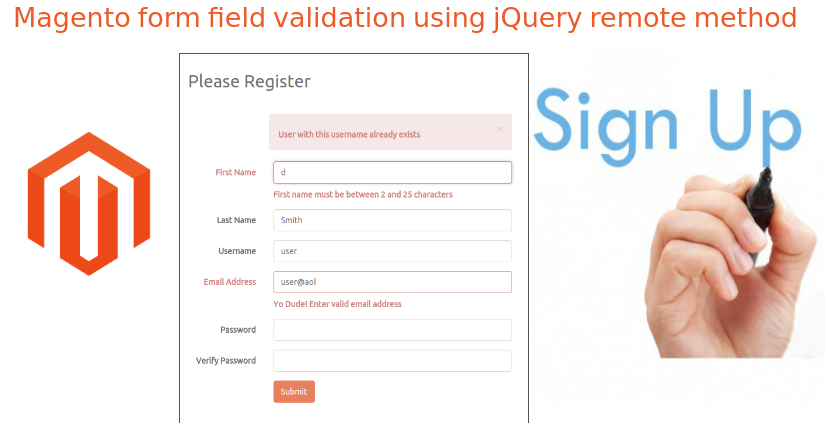 Magento form field validation using jQuery remote method
Please Register
User with this username already exists ×
First Name d
First name must be between 2 and 25 characters
Last Name Smith
Username user
Email Address user@aol
Yo Dude! Enter valid email address
Password
Verify Password
Submit
Sign Up